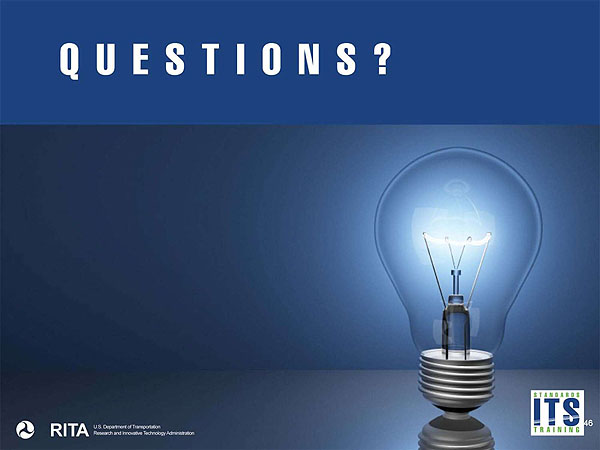 QUESTIONS?
RITA
U.S. Department of Transportation
Research and Innovative Technology Administration
STANDARDS
ITS
TRAINING
46